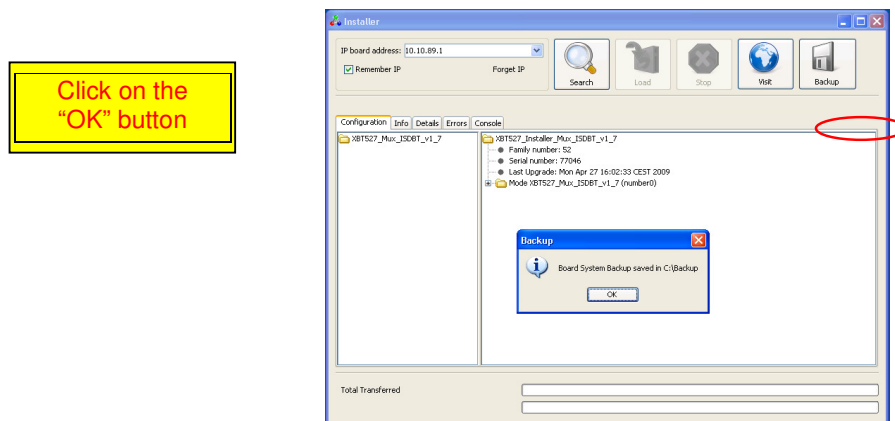 Click on the
“OK” button
Installer
IP board address: 10.10.89.1
Remember IP Forget IP
Search Load Stop Visit Backup
Configuration Info Details Errors Console
XBT527_Mux_ISDBT_v1_7
XBT527_Installer_Mux_ISDBT_v1_7
Family number: 52
Serial number: 77046
Last Upgrade: Mon Apr 27 16:02:33 CEST 2009
Mode XBT527_Mux_ISDBT_v1_7 (number0)
Backup
Board System Backup saved in C:\Backup
OK
Total Transferred